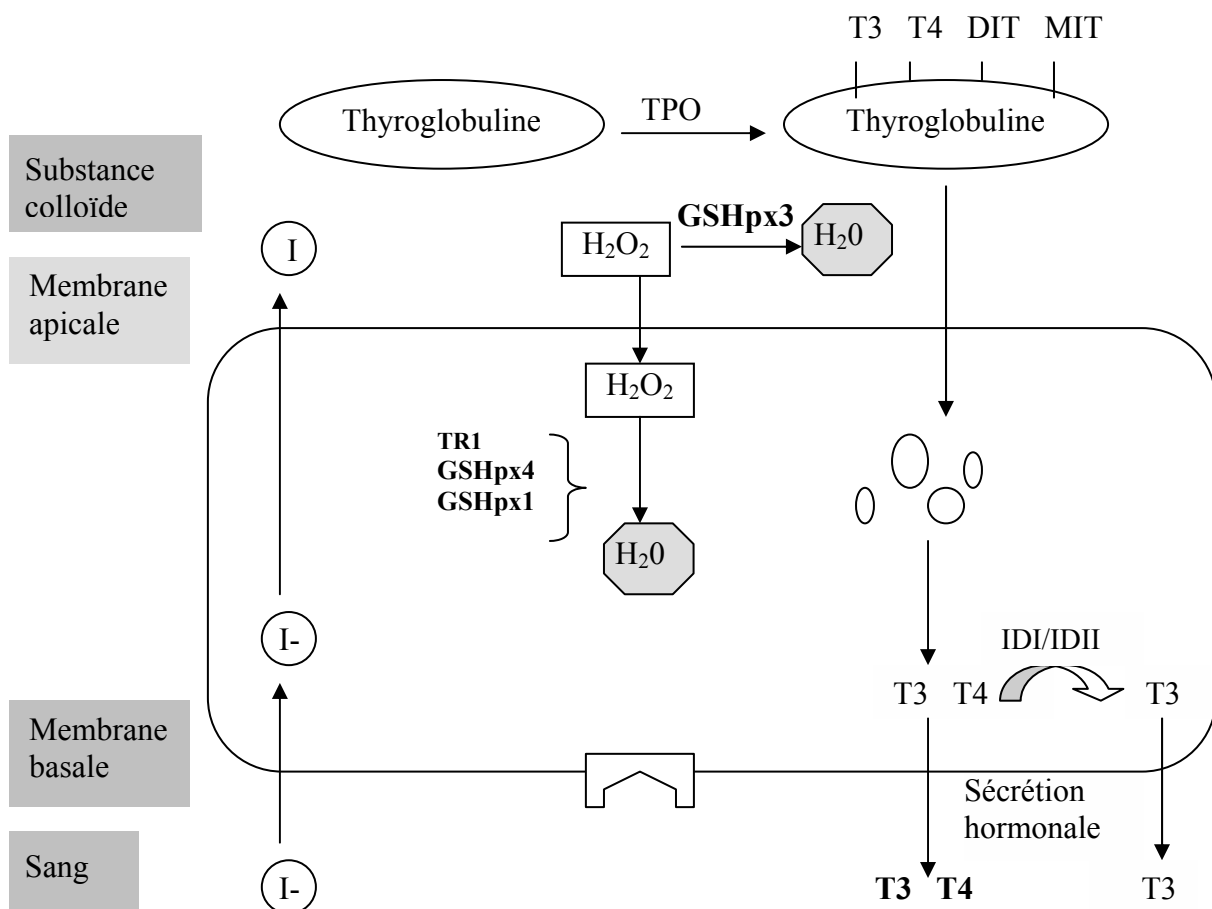 T3 T4 DIT MIT
Thyroglobuline
TPO
Thyroglobuline
Substance
colloïde
GSHpx3
I
H₂O₂
H₂0
Membrane
apicale
H₂O₂
TR1
GSHpx4
GSHpx1
H₂0
I-
IDI/IDII
T3 T4
T3
Membrane
basale
Sécrétion
hormonale
Sang
I-
T3 T4
T3